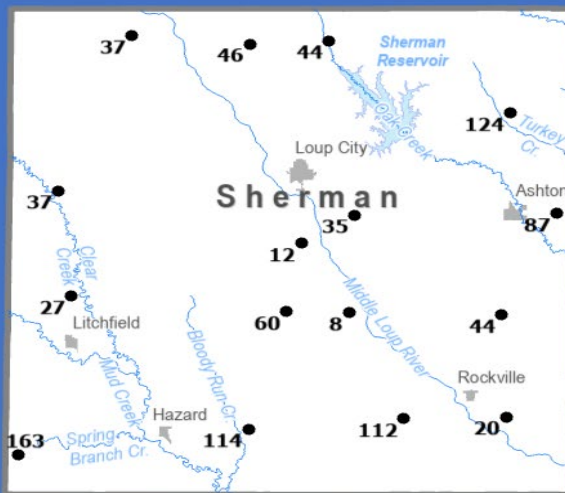 37
46
44
Sherman
Reservoir
Oak Creek
124
Turkey
Cr.
Loup City
Sherman
Ashton
37
35
87
12
Clear
Creek
27
60
8
44
Litchfield
Bloody Run Cr.
Middle Loup River
Mud Creek
Rockville
Hazard
163
Spring
Branch Cr.
114
112
20